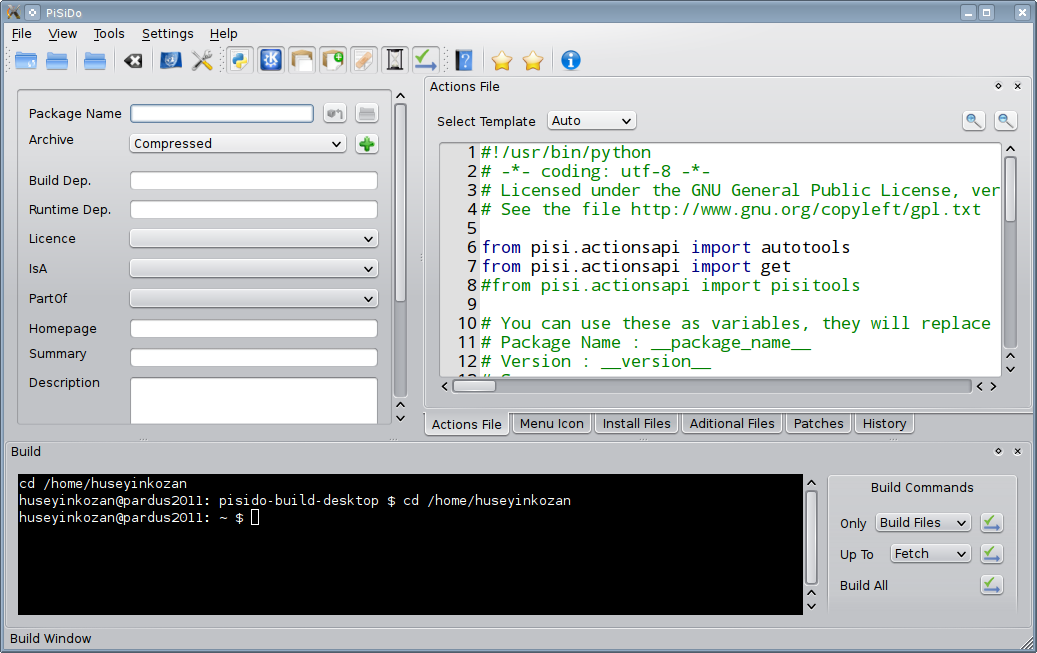 PiSiDo
File View Tools Settings Help
Package Name
Archive
Compressed
Build Dep.
Runtime Dep.
Licence
IsA
PartOf
Homepage
Summary
Description
Actions File
Select Template Auto
1 #!/usr/bin/python
2 # -*- coding: utf-8 -*-
3 # Licensed under the GNU General Public License, ver
4 # See the file http://www.gnu.org/copyleft/gpl.txt
5
6 from pisi.actionsapi import autotools
7 from pisi.actionsapi import get
8 #from pisi.actionsapi import pisitools
9
10 # You can use these as variables, they will replace
11 # Package Name : __package_name__
12 # Version : __version__
Actions File Menu Icon Install Files Aditional Files Patches History
Build
cd /home/huseyinkozan
huseyinkozan@pardus2011: pisido-build-desktop $ cd /home/huseyinkozan
huseyinkozan@pardus2011: ~ $
Build Commands
Only Build Files
Up To Fetch
Build All
Build Window